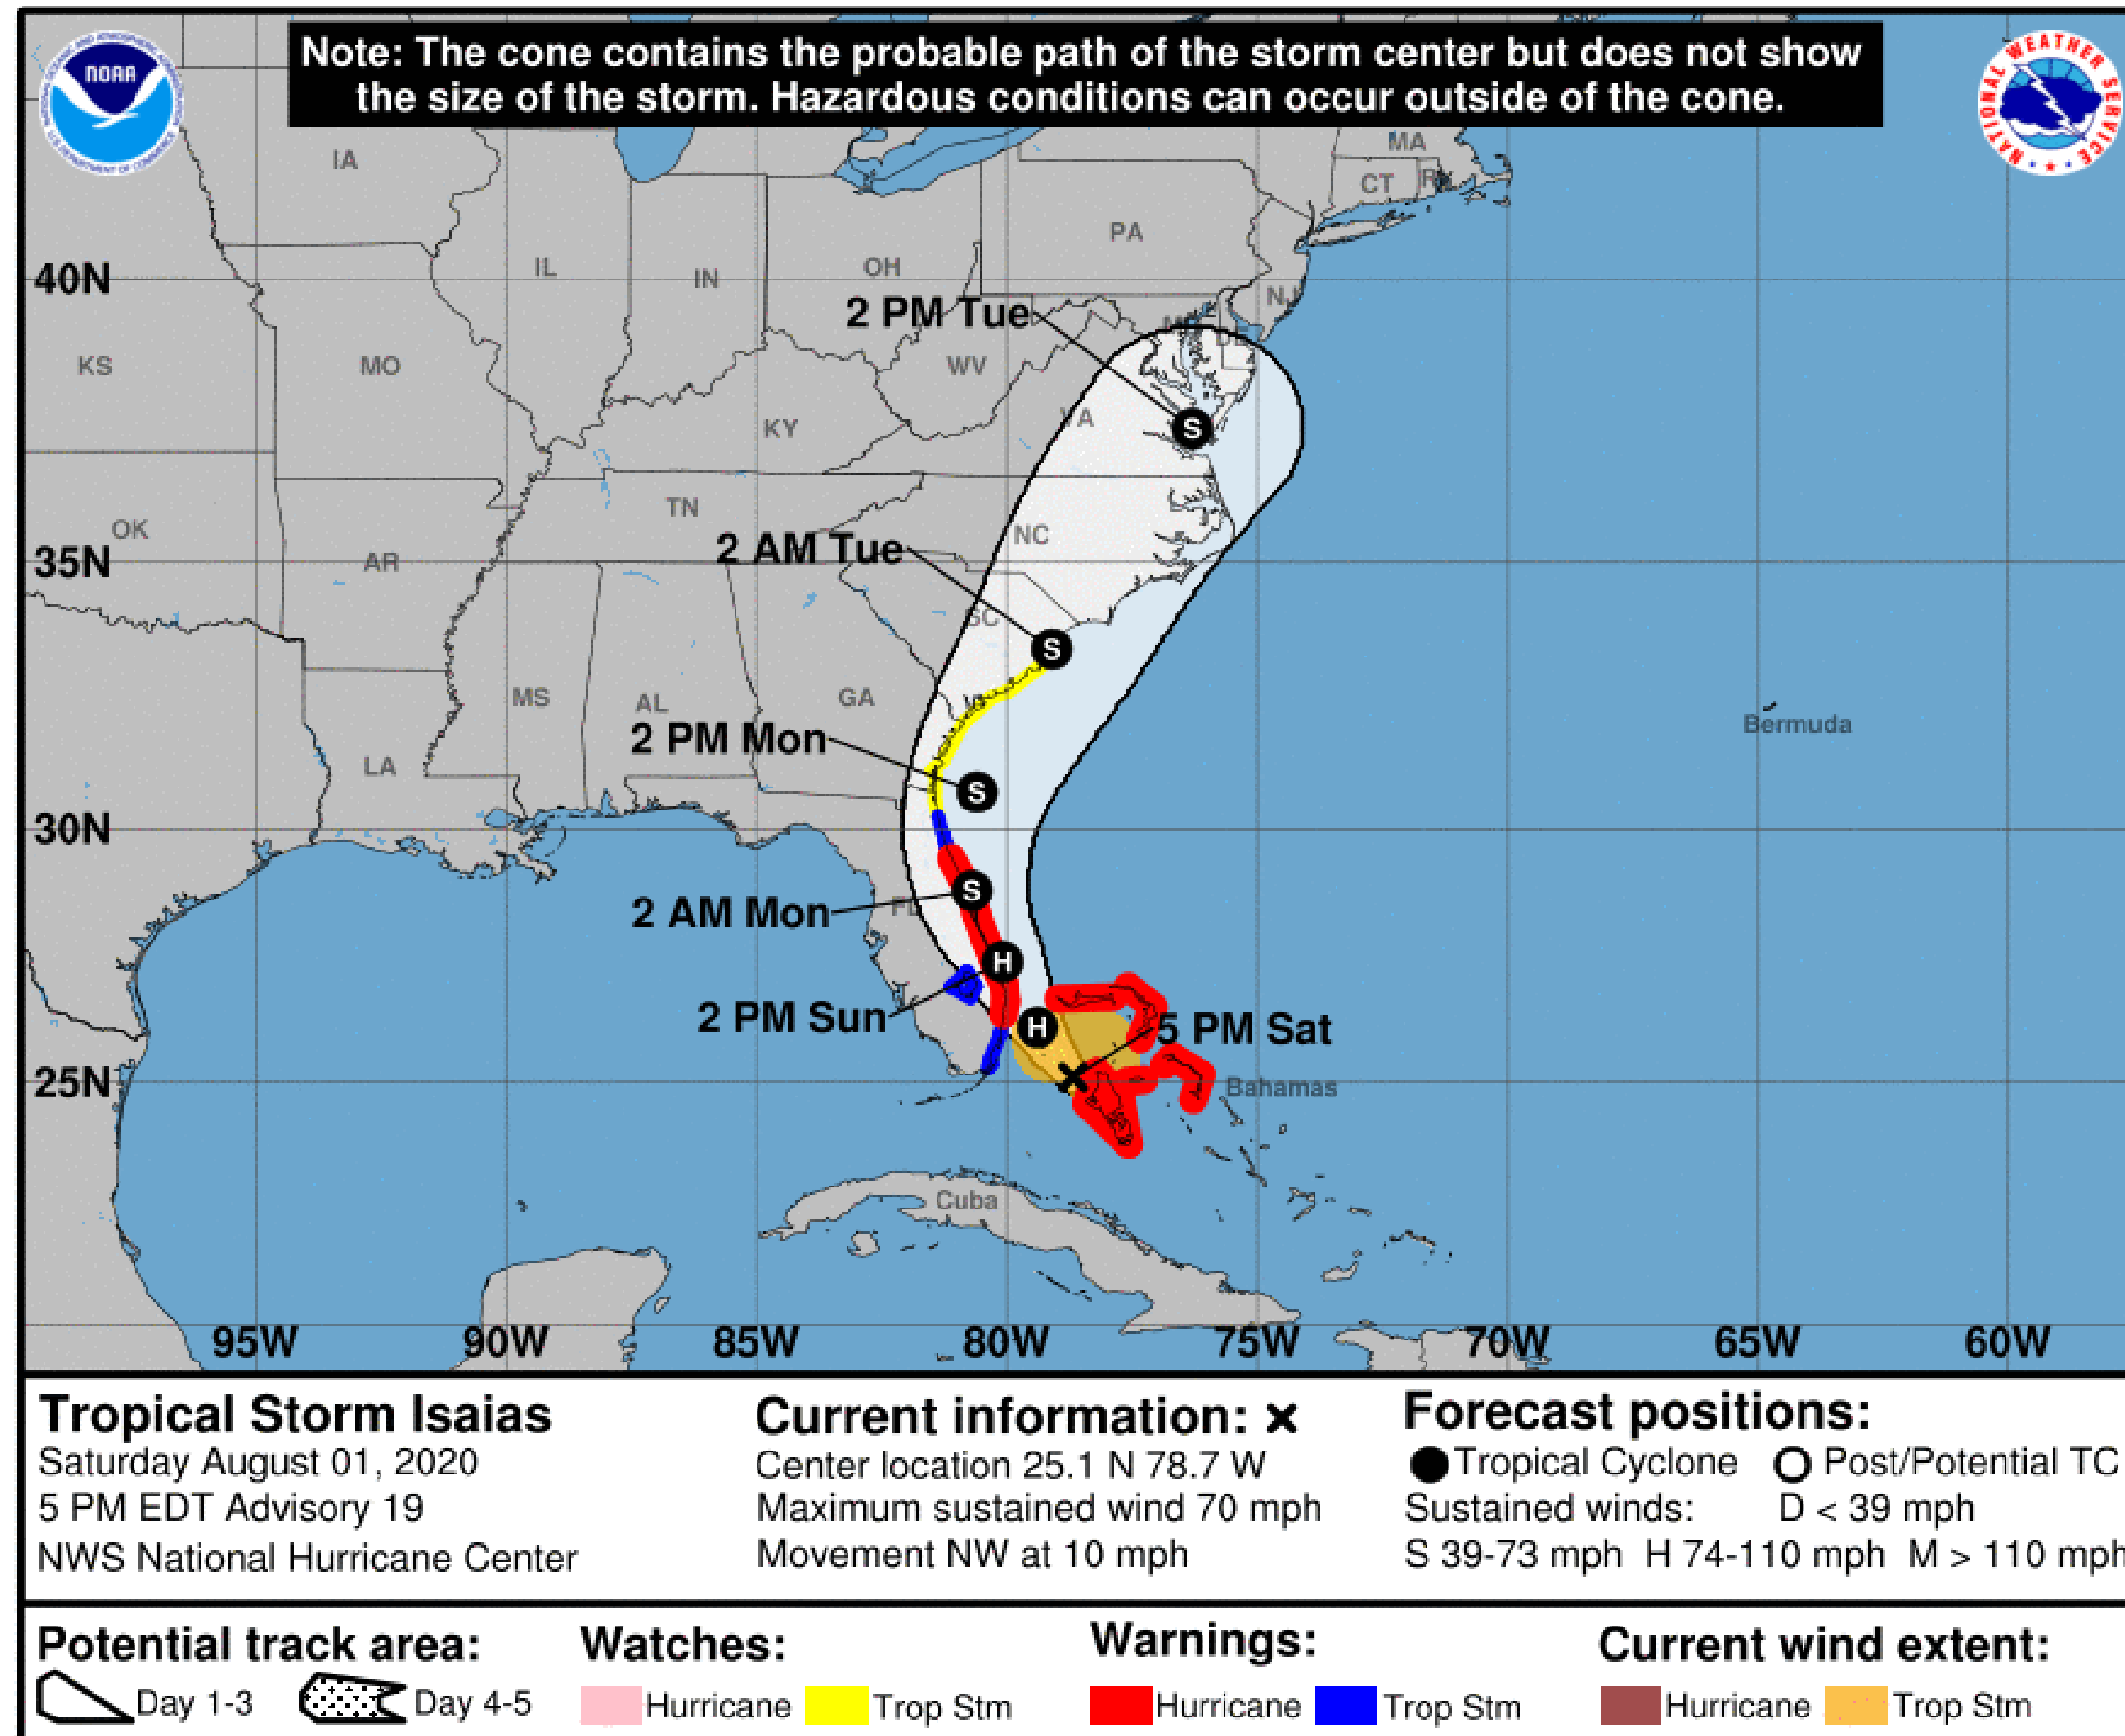 Note: The cone contains the probable path of the storm center but does not show
the size of the storm. Hazardous conditions can occur outside of the cone.
NOAA
NATIONAL WEATHER SERVICE
MA
IA
CT
PA
40N
IL
IN
OH
NJ
2 PM Tue
DE
KS
MO
WV
S
VA
KY
TN
OK
NC
2 AM Tue
35N
AR
SC
S
MS
AL
GA
Bermuda
2 PM Mon
LA
S
30N
S
2 AM Mon
FL
H
2 PM Sun
H
5 PM Sat
25N
Bahamas
Cuba
95W 90W 85W 80W 75W 70W 65W 60W
Tropical Storm Isaias
Saturday August 01, 2020
5 PM EDT Advisory 19
NWS National Hurricane Center
Current information: x
Center location 25.1 N 78.7 W
Maximum sustained wind 70 mph
Movement NW at 10 mph
Forecast positions:
Tropical Cyclone Post/Potential TC
Sustained winds: D < 39 mph
S 39-73 mph H 74-110 mph M > 110 mph
Potential track area:
Day 1-3 Day 4-5
Watches:
Hurricane Trop Stm
Warnings:
Hurricane Trop Stm
Current wind extent:
Hurricane Trop Stm